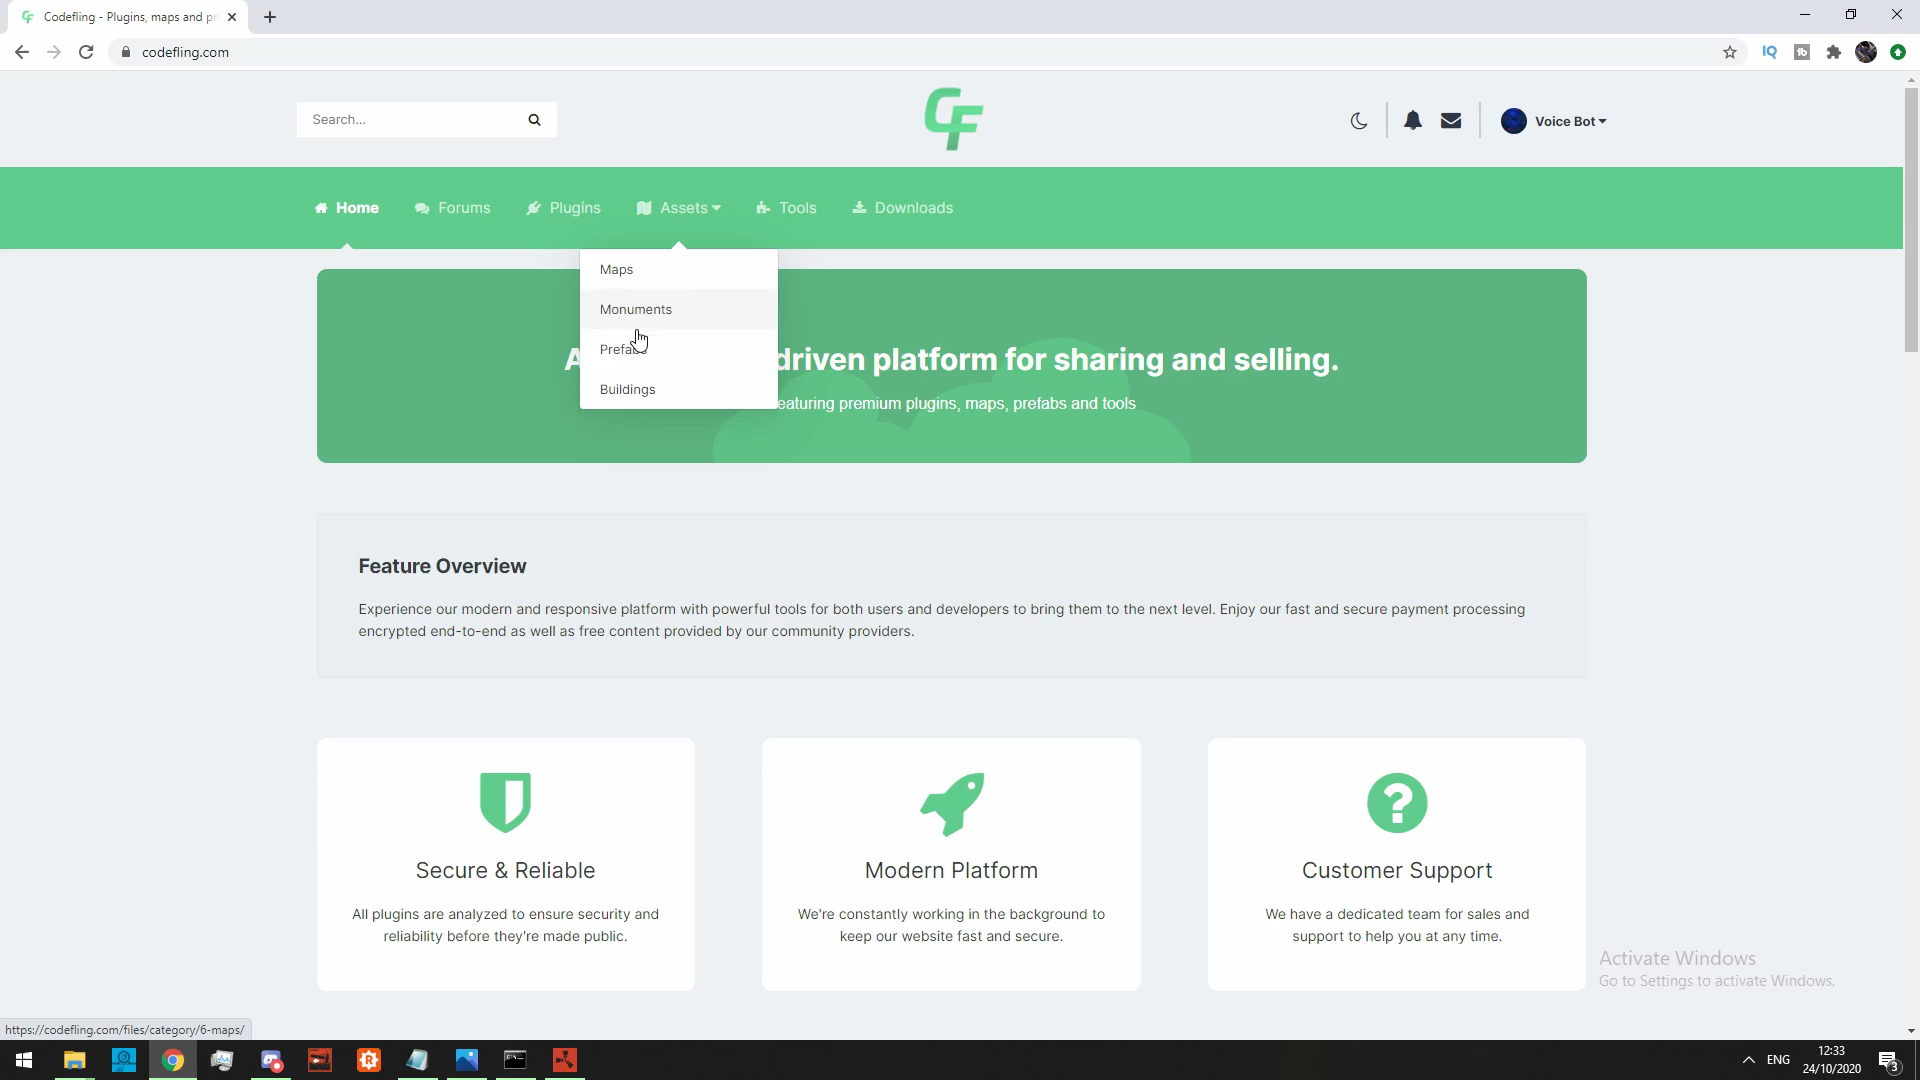 Codefling - Plugins, maps and pr
codefling.com
IQ
Search...
CF
Voice Bot
Home
Forums
Plugins
Assets
Tools
Downloads
Maps
Monuments
Prefabs
Buildings
A driven platform for sharing and selling.
eaturing premium plugins, maps, prefabs and tools
Feature Overview
Experience our modern and responsive platform with powerful tools for both users and developers to bring them to the next level. Enjoy our fast and secure payment processing
encrypted end-to-end as well as free content provided by our community providers.
Secure & Reliable
All plugins are analyzed to ensure security and
reliability before they're made public.
Modern Platform
We're constantly working in the background to
keep our website fast and secure.
Customer Support
We have a dedicated team for sales and
support to help you at any time.
Activate Windows
Go to Settings to activate Windows.
https://codefling.com/files/category/6-maps/
ENG
12:33
24/10/2020
3